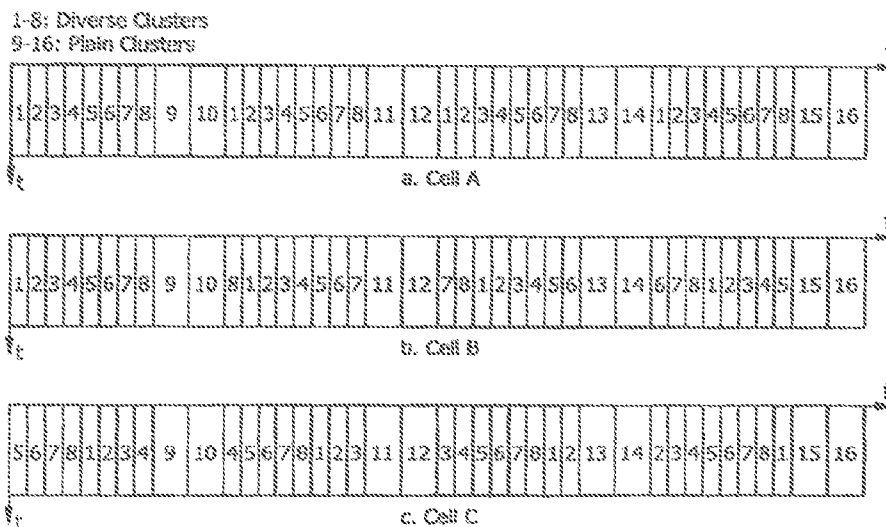 1-8: Diverse Clusters
9-16: Plain Clusters
1 2 3 4 5 6 7 8 9 10 1 2 3 4 5 6 7 8 11 12 1 2 3 4 5 6 7 8 13 14 1 2 3 4 5 6 7 8 15 16
t
a. Cell A
1 2 3 4 5 6 7 8 9 10 8 1 2 3 4 5 6 7 11 12 7 8 1 2 3 4 5 6 13 14 6 7 8 1 2 3 4 5 15 16
t
b. Cell B
5 6 7 8 1 2 3 4 9 10 4 5 6 7 8 1 2 3 11 12 3 4 5 6 7 8 1 2 13 14 2 3 4 5 6 7 8 1 15 16
t
c. Cell C